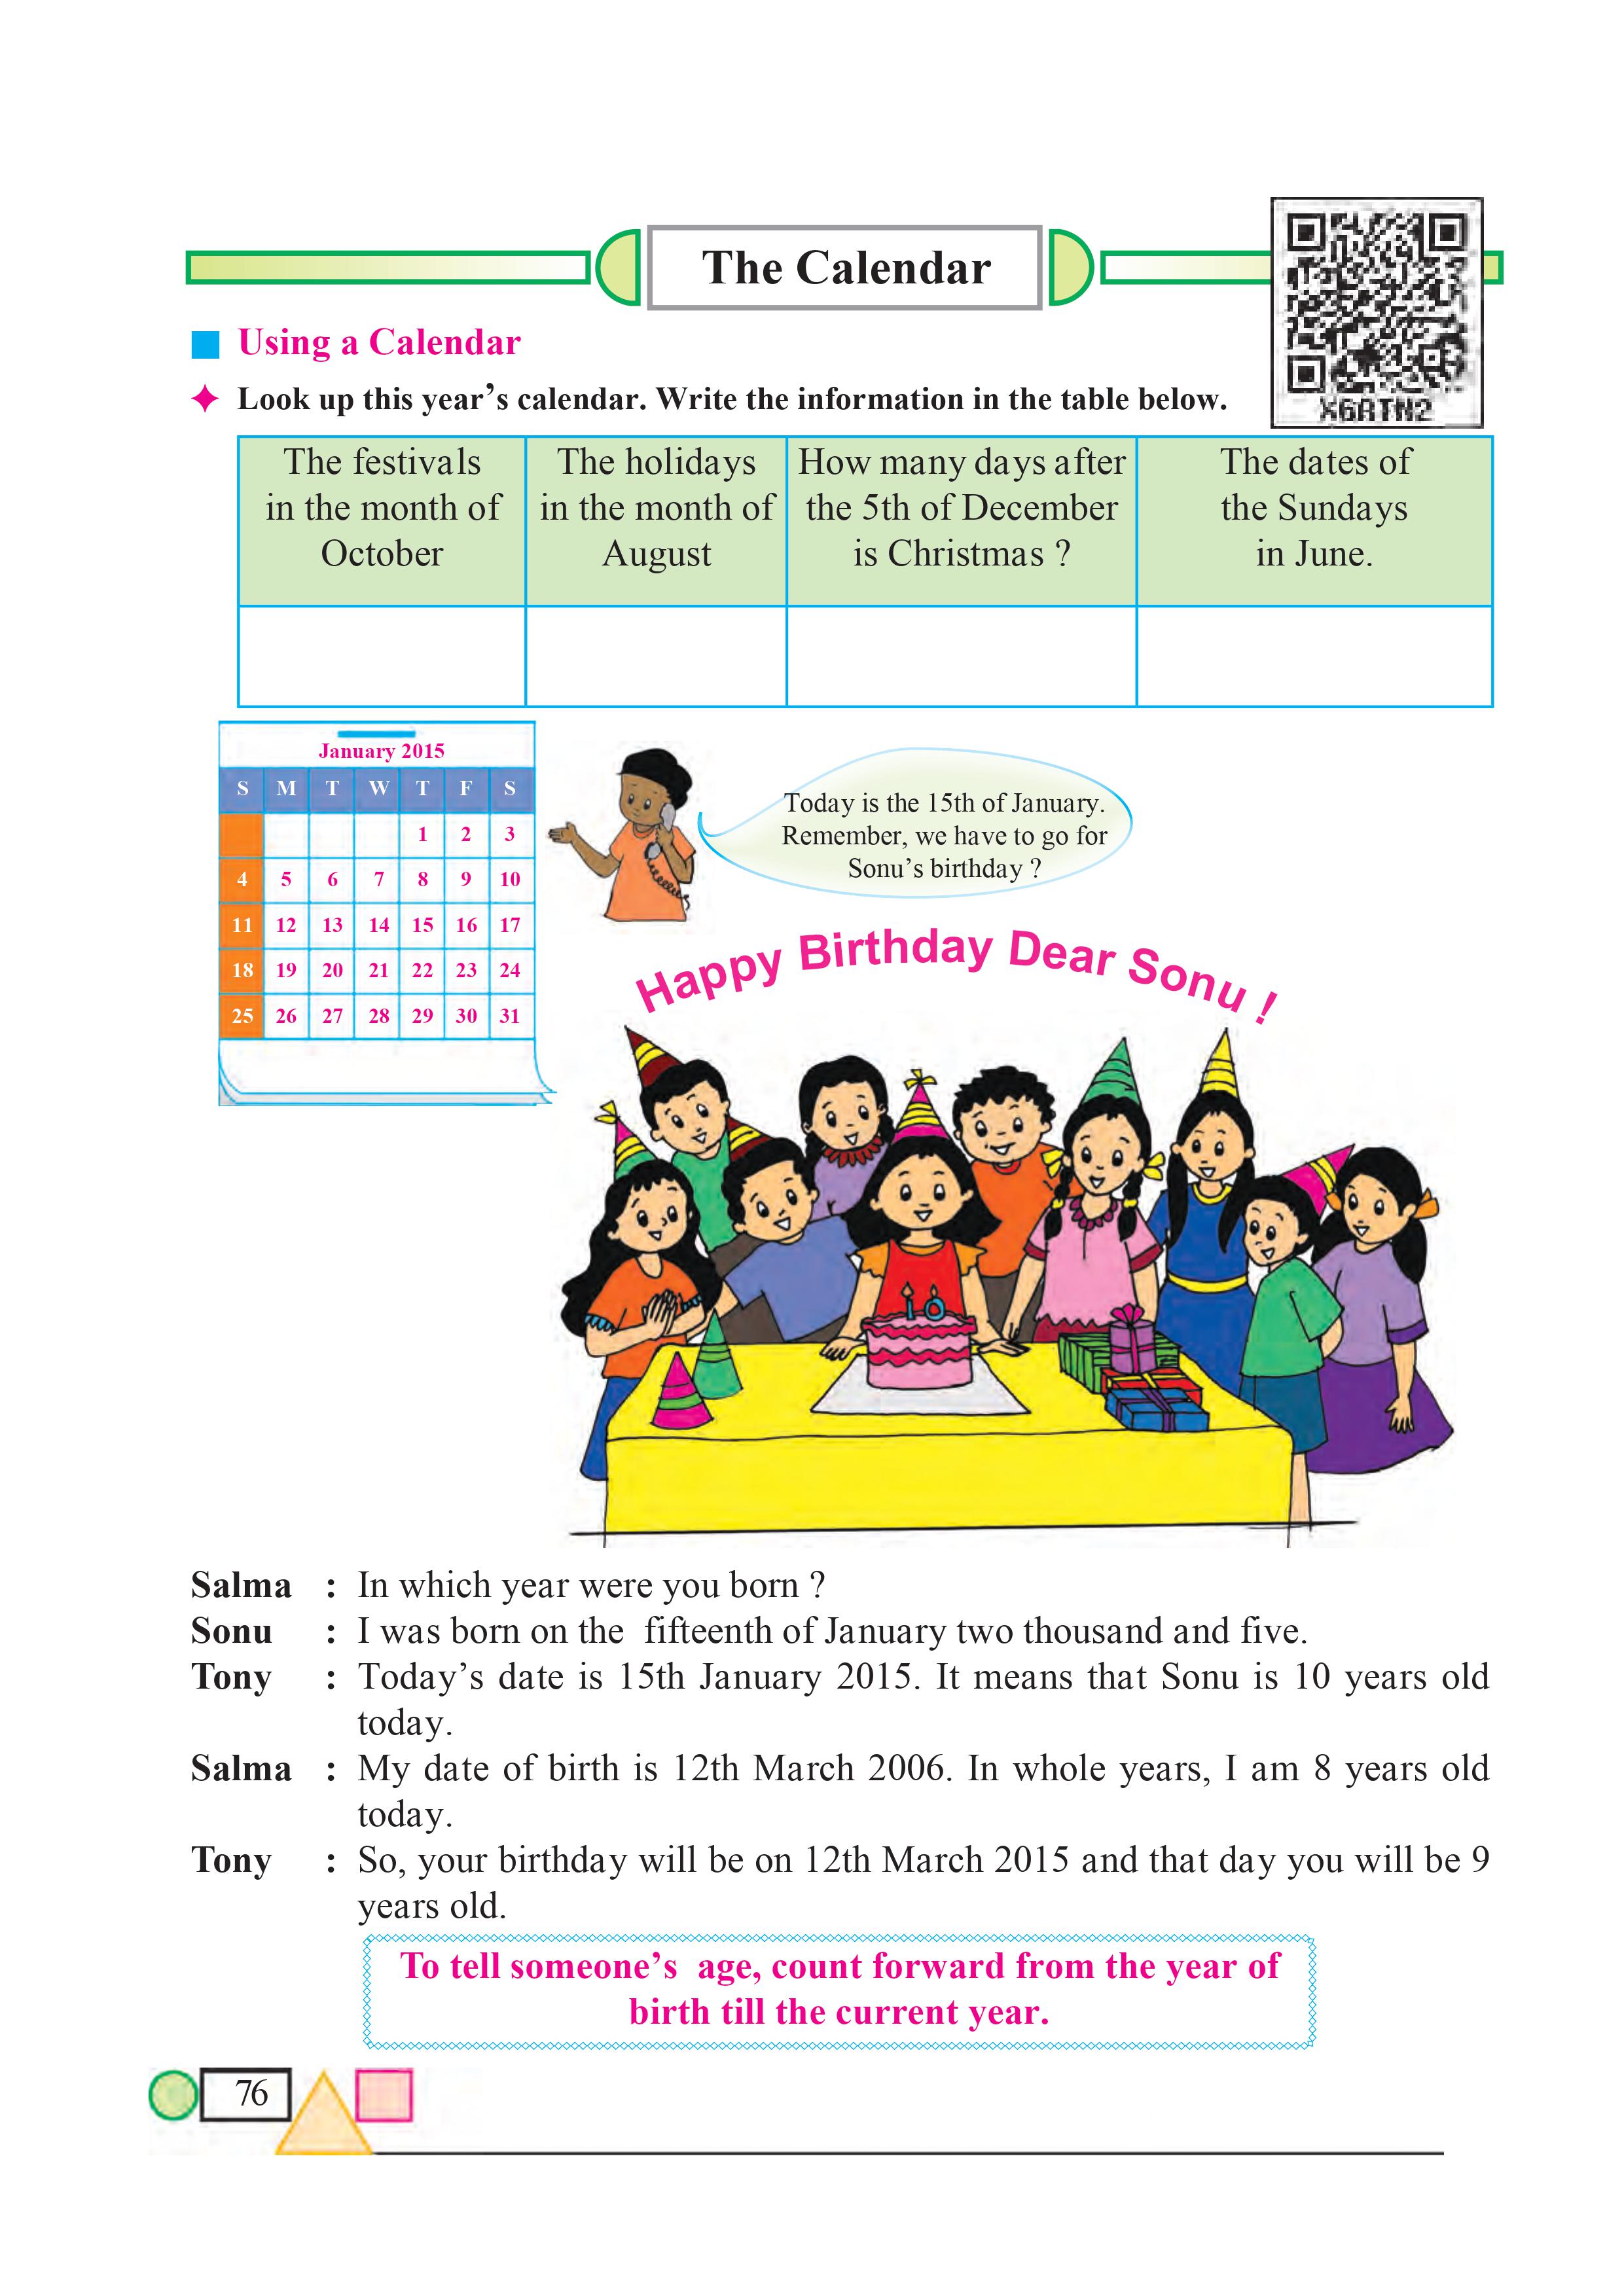 The Calendar
X6ATN2
Using a Calendar
Look up this year’s calendar. Write the information in the table below.
The festivals
in the month of
October
The holidays
in the month of
August
How many days after
the 5th of December
is Christmas ?
The dates of
the Sundays
in June.
January 2015
S M T W T F S
1 2 3
4 5 6 7 8 9 10
11 12 13 14 15 16 17
18 19 20 21 22 23 24
25 26 27 28 29 30 31
Today is the 15th of January.
Remember, we have to go for
Sonu’s birthday ?
Happy Birthday Dear Sonu !
10
Salma : In which year were you born ?
Sonu : I was born on the fifteenth of January two thousand and five.
Tony : Today’s date is 15th January 2015. It means that Sonu is 10 years old
today.
Salma : My date of birth is 12th March 2006. In whole years, I am 8 years old
today.
Tony : So, your birthday will be on 12th March 2015 and that day you will be 9
years old.
To tell someone’s age, count forward from the year of
birth till the current year.
76